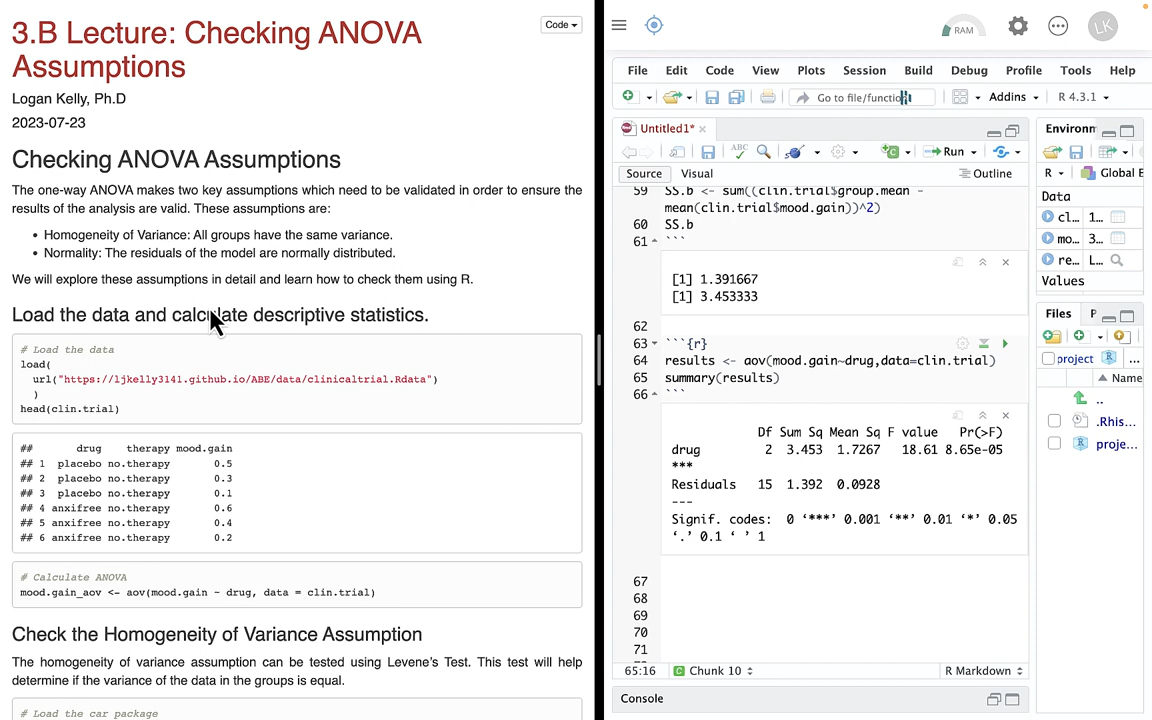 3.B Lecture: Checking ANOVA
Assumptions
Code
Logan Kelly, Ph.D
2023-07-23
Checking ANOVA Assumptions
The one-way ANOVA makes two key assumptions which need to be validated in order to ensure the
results of the analysis are valid. These assumptions are:
• Homogeneity of Variance: All groups have the same variance.
• Normality: The residuals of the model are normally distributed.
We will explore these assumptions in detail and learn how to check them using R.
Load the data and calculate descriptive statistics.
# Load the data
load(
url("https://ljkelly3141.github.io/ABE/data/clinicaltrial.Rdata")
)
head(clin.trial)
##        drug    therapy mood.gain
## 1  placebo no.therapy       0.5
## 2  placebo no.therapy       0.3
## 3  placebo no.therapy       0.1
## 4 anxifree no.therapy       0.6
## 5 anxifree no.therapy       0.4
## 6 anxifree no.therapy       0.2
# Calculate ANOVA
mood.gain_aov <- aov(mood.gain ~ drug, data = clin.trial)
Check the Homogeneity of Variance Assumption
The homogeneity of variance assumption can be tested using Levene's Test. This test will help
determine if the variance of the data in the groups is equal.
# Load the car package
RAM
LK
File Edit Code View Plots Session Build Debug Profile Tools Help
Go to file/functio
Addins
R 4.3.1
Untitled1*
ABC
Run
Source Visual
Outline
59 SS.b <- sum((clin.trial$group.mean -
mean(clin.trial$mood.gain))^2)
60 SS.b
61 ```
[1] 1.391667
[1] 3.453333
62
63 ```{r}
64 results <- aov(mood.gain~drug,data=clin.trial)
65 summary(results)
66 ```
Df Sum Sq Mean Sq F value   Pr(>F)
drug         2  3.453  1.7267   18.61 8.65e-05
***
Residuals   15  1.392  0.0928
---
Signif. codes:  0 ‘***’ 0.001 ‘**’ 0.01 ‘*’ 0.05
‘.’ 0.1 ‘ ’ 1
67
68
69
70
71
65:16 Chunk 10 R Markdown
Console
Environ
R Global E
Data
cl... 1...
mo... 3...
re... L...
Values
Files P
project R ...
Name
..
.Rhis...
proje...